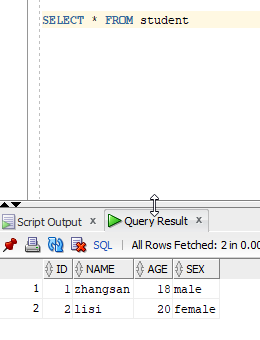 SELECT * FROM student
Script Output x Query Result x
SQL | All Rows Fetched: 2 in 0.00
ID NAME AGE SEX
1 1 zhangsan 18 male
2 2 lisi 20 female